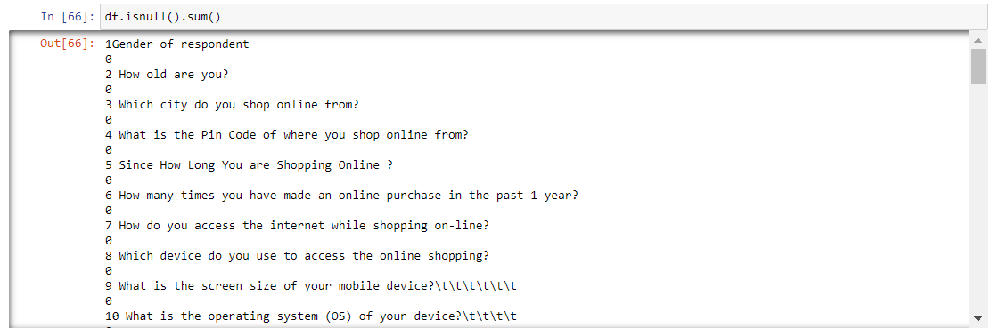 In [66]: df.isnull().sum()
Out[66]: 1Gender of respondent
0
2 How old are you?
0
3 Which city do you shop online from?
0
4 What is the Pin Code of where you shop online from?
0
5 Since How Long You are Shopping Online ?
0
6 How many times you have made an online purchase in the past 1 year?
0
7 How do you access the internet while shopping on-line?
0
8 Which device do you use to access the online shopping?
0
9 What is the screen size of your mobile device?\t\t\t\t\t\t
0
10 What is the operating system (OS) of your device?\t\t\t\t